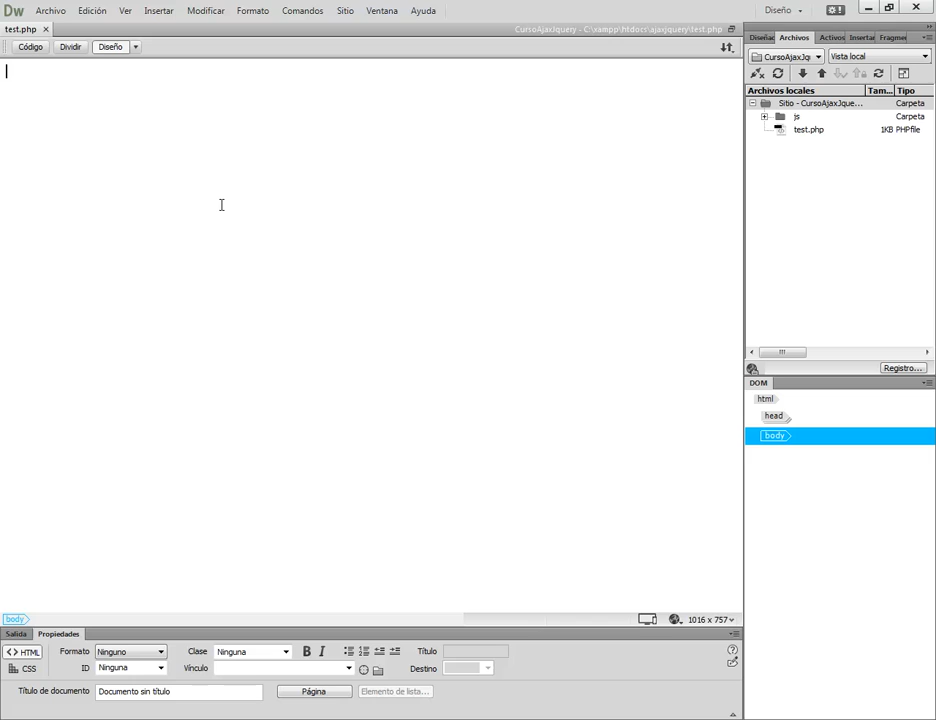 Dw Archivo Edición Ver Insertar Modificar Formato Comandos Sitio Ventana Ayuda Diseño
test.php CursoAjaxJquery - C:\xampp\htdocs\ajaxjquery\test.php
Código Dividir Diseño
Diseñac Archivos Activos Insertar Fragmen
CursoAjaxJq Vista local
Archivos locales Tam... Tipo
Sitio - CursoAjaxJque... Carpeta
js Carpeta
test.php 1KB PHPfile
Registro...
DOM
html
head
body
body 1016 x 757
Salida Propiedades
<> HTML Formato Ninguno Clase Ninguna B I Título
CSS ID Ninguna Vínculo Destino
Título de documento Documento sin título Página Elemento de lista...